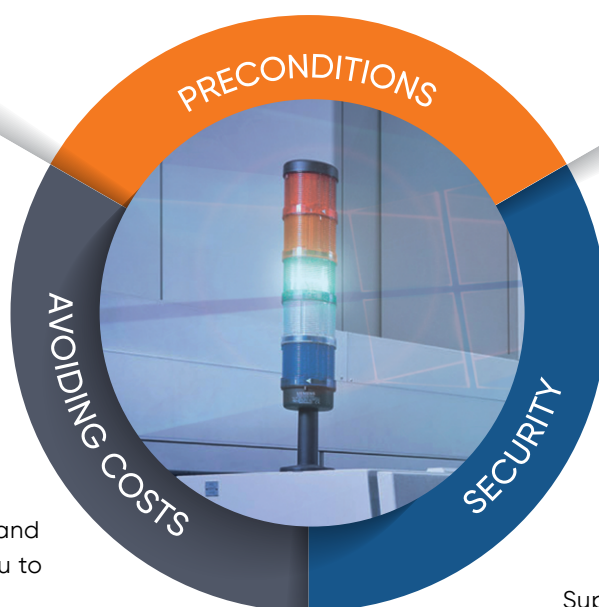 PRECONDITIONS
AVOIDING COSTS
SECURITY
and
u to
Sup